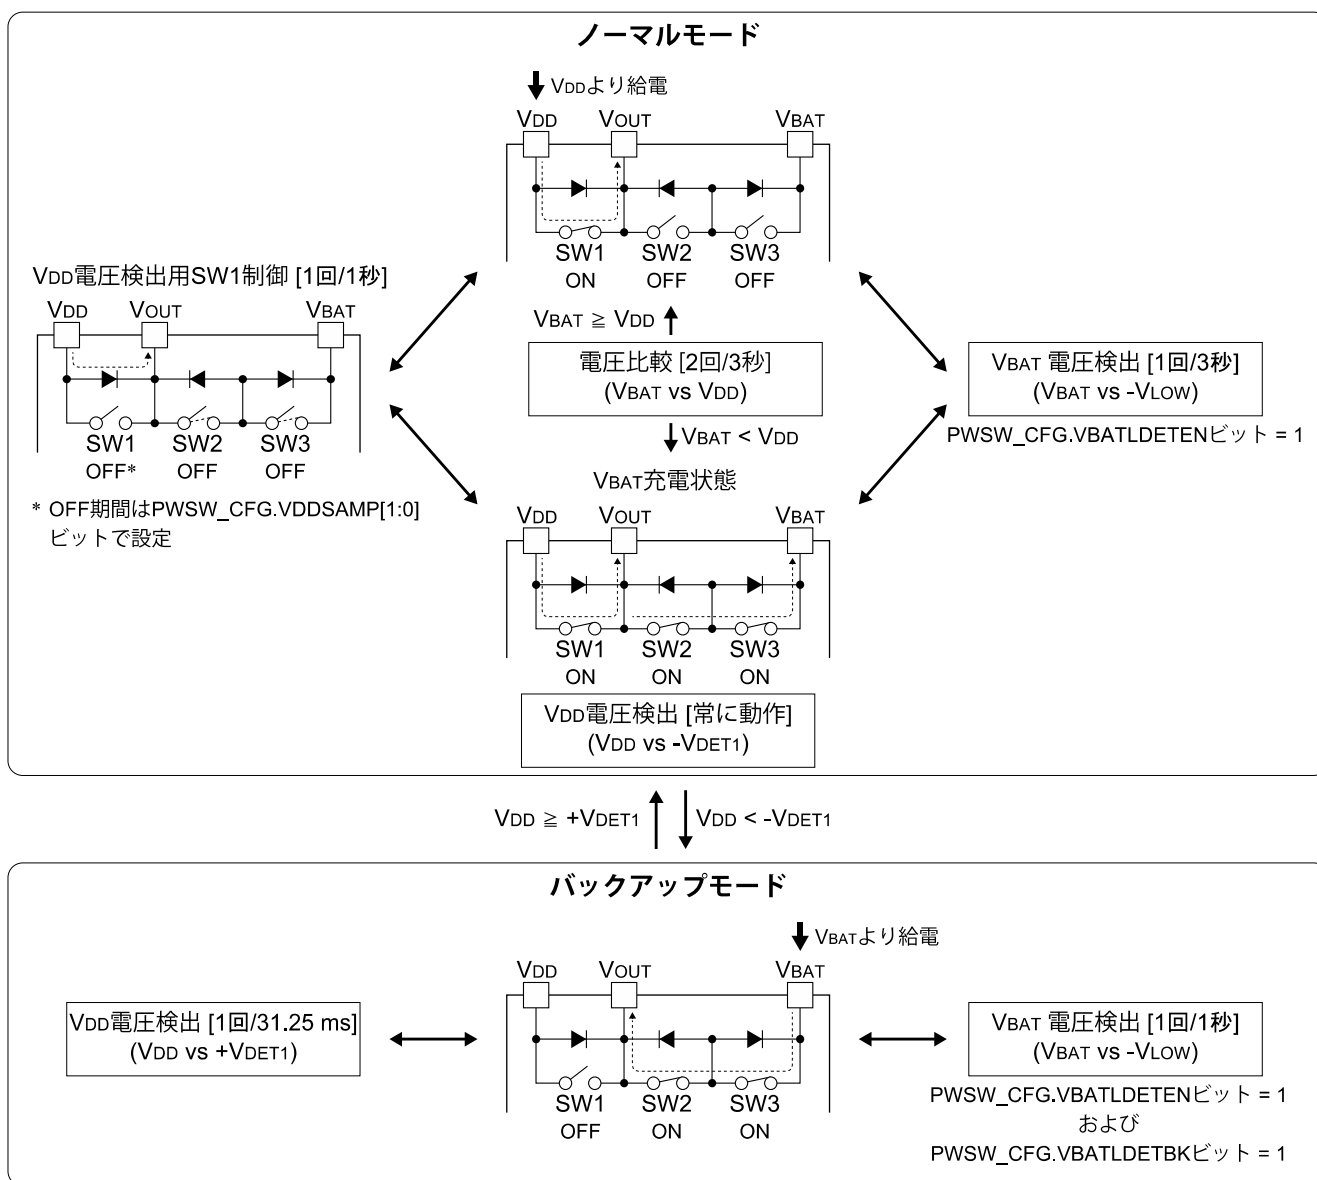 ノーマルモード
VDDより給電
VDD VOUT VBAT
SW1 SW2 SW3
ON OFF OFF
VDD電圧検出用SW1制御 [1回/1秒]
VDD VOUT VBAT
SW1 SW2 SW3
OFF* OFF OFF
* OFF期間はPWSW_CFG.VDDSAMP[1:0]
ビットで設定
VBAT ≧ VDD
電圧比較 [2回/3秒]
(VBAT vs VDD)
VBAT < VDD
VBAT 電圧検出 [1回/3秒]
(VBAT vs -VLOW)
PWSW_CFG.VBATLDETENビット = 1
VBAT充電状態
VDD VOUT VBAT
SW1 SW2 SW3
ON ON ON
VDD電圧検出 [常に動作]
(VDD vs -VDET1)
VDD ≧ +VDET1 VDD < -VDET1
バックアップモード
VBATより給電
VDD VOUT VBAT
SW1 SW2 SW3
OFF ON ON
VDD電圧検出 [1回/31.25 ms]
(VDD vs +VDET1)
VBAT 電圧検出 [1回/1秒]
(VBAT vs -VLOW)
PWSW_CFG.VBATLDETENビット = 1
および
PWSW_CFG.VBATLDETBKビット = 1